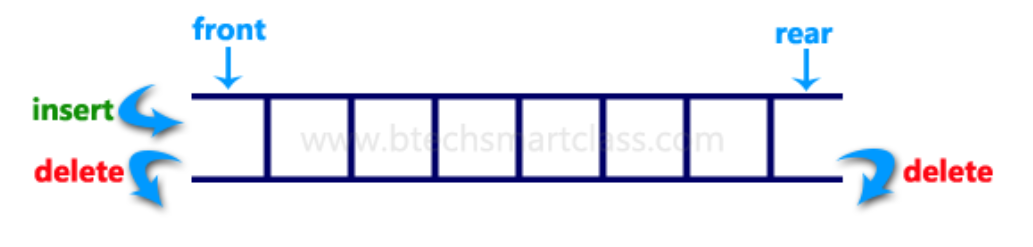 front
rear
insert
www.btechsmartclass.com
delete
delete